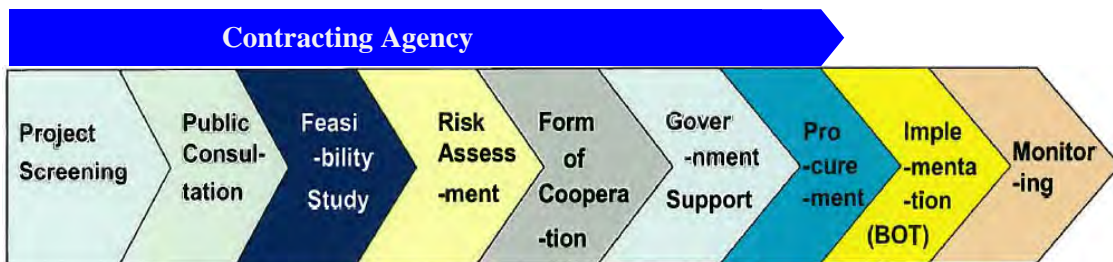 Contracting Agency
Project
Screening
Public
Consul-
tation
Feasi
-bility
Study
Risk
Assess
-ment
Form
of
Coopera
-tion
Gover
-nment
Support
Pro
-cure
-ment
Imple
-menta
-tion
(BOT)
Monitor
-ing